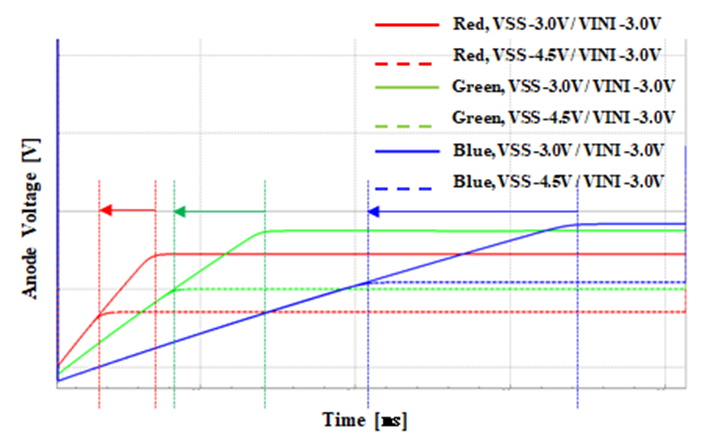 Red, VSS -3.0V / VINI -3.0V
Red, VSS -4.5V / VINI -3.0V
Green, VSS -3.0V / VINI -3.0V
Green, VSS -4.5V / VINI -3.0V
Blue, VSS -3.0V / VINI -3.0V
Blue, VSS -4.5V / VINI -3.0V
Anode Voltage [V]
Time [ms]